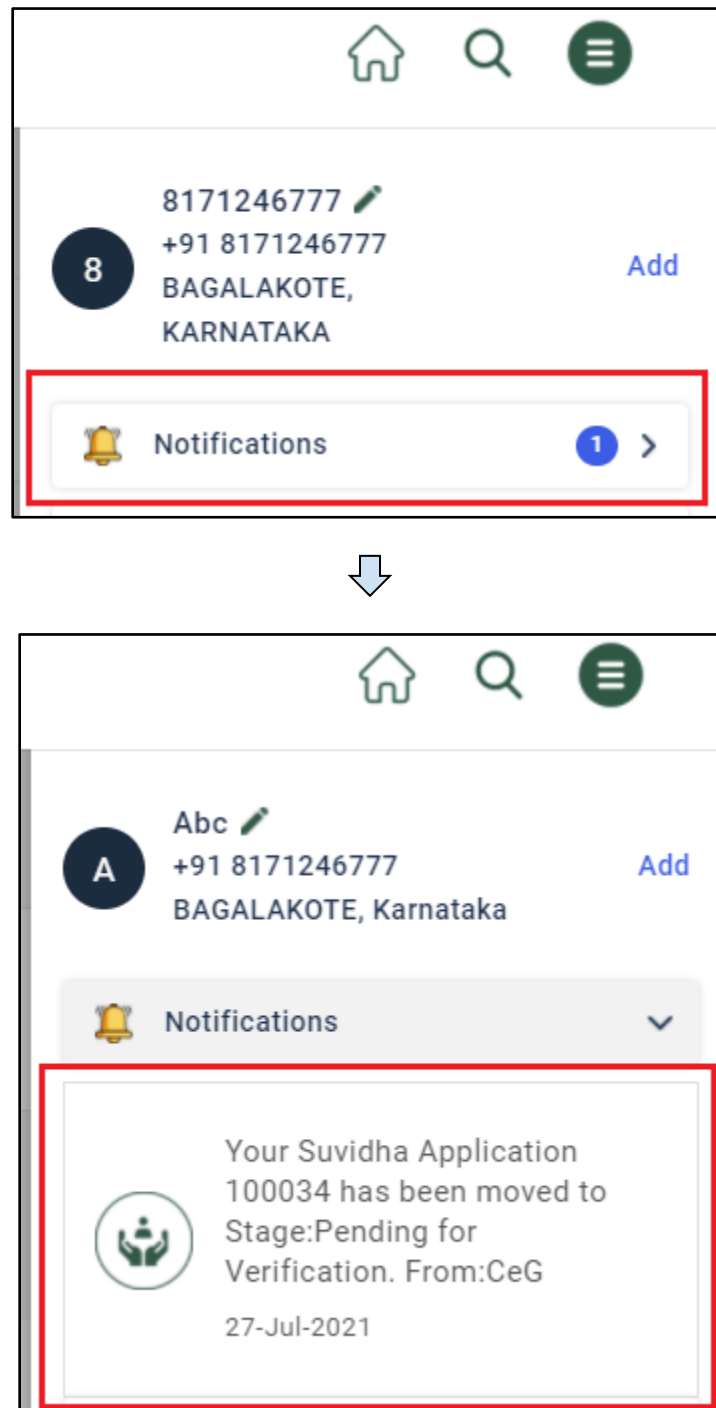 8171246777
+91 8171246777
8
Add
BAGALAKOTE,
KARNATAKA
Notifications
1
Abc
A
+91 8171246777
Add
BAGALAKOTE, Karnataka
Notifications
Your Suvidha Application
100034 has been moved to
Stage:Pending for
Verification. From:CeG
27-Jul-2021